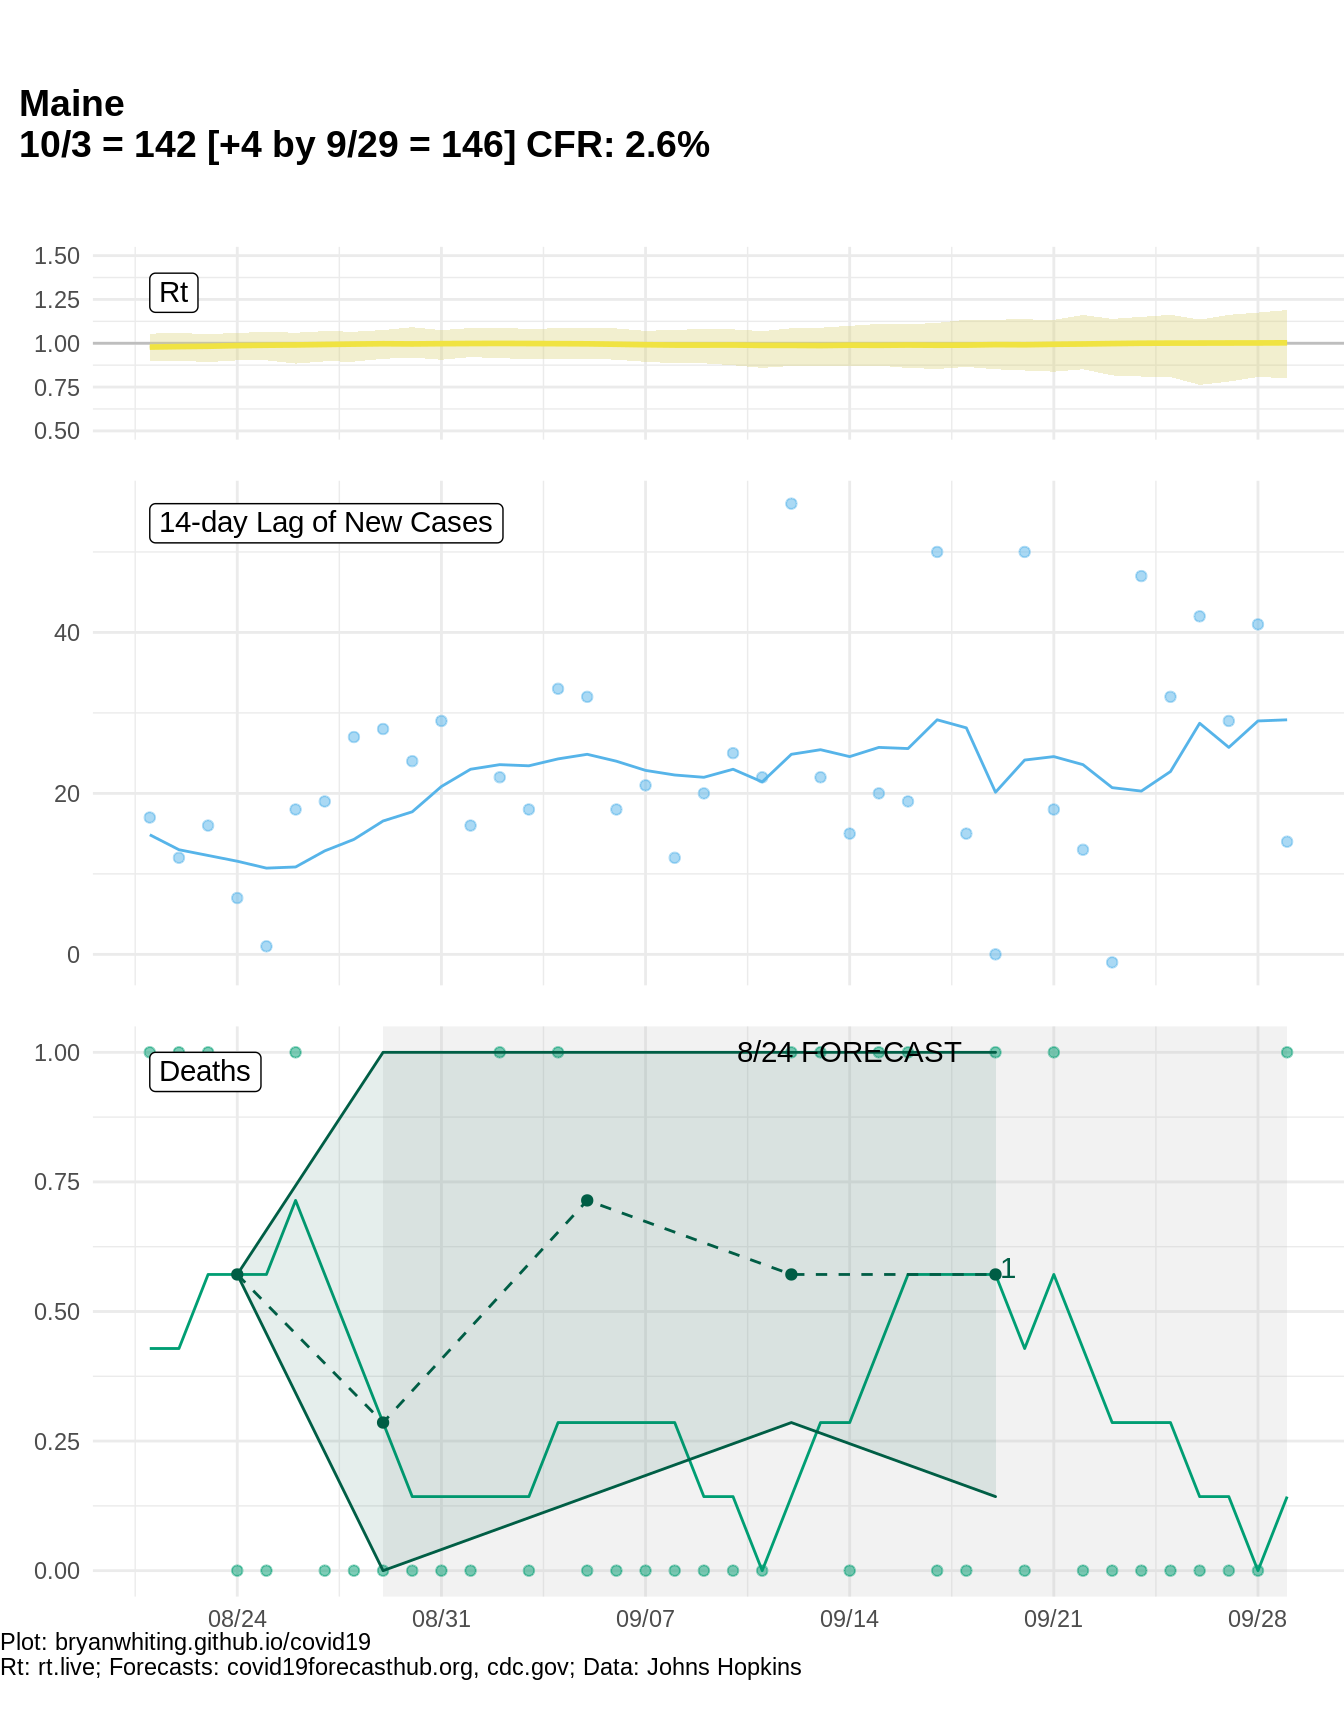 Maine
10/3 = 142 [+4 by 9/29 = 146] CFR: 2.6%
1.50
Rt
1.25
1.00
0.75
0.50
14-day Lag of New Cases
40
20
0
1.00
8/24 FORECAST
Deaths
0.75
1
0.50
0.25
0.00
08/24 08/31 09/07 09/14 09/21 09/28
Plot: bryanwhiting.github.io/covid19
Rt: rt.live; Forecasts: covid19forecasthub.org, cdc.gov; Data: Johns Hopkins